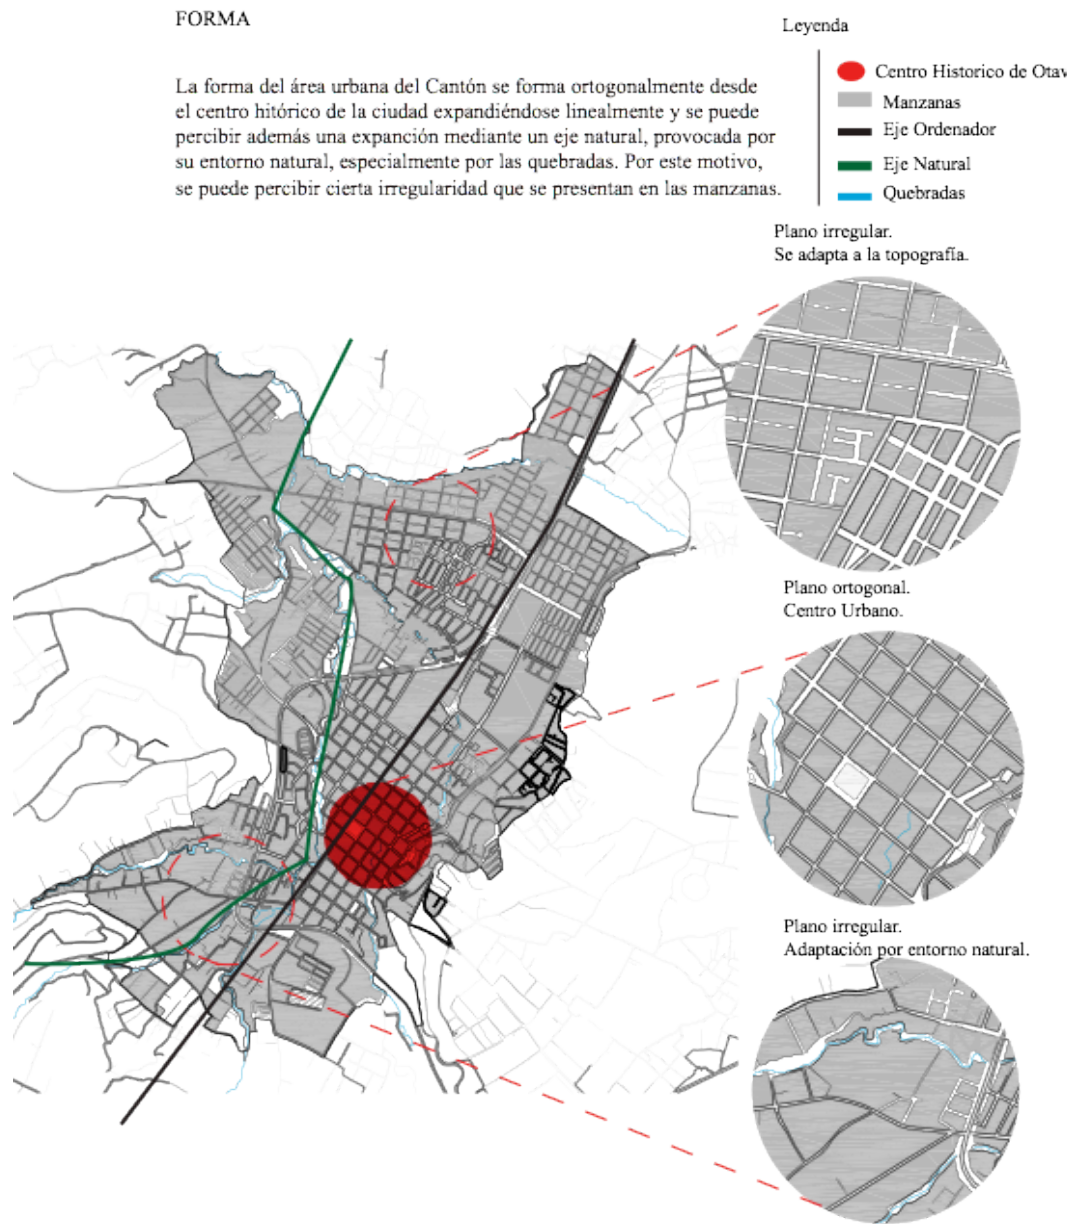 FORMA
La forma del área urbana del Cantón se forma ortogonalmente desde
el centro hitórico de la ciudad expandiéndose linealmente y se puede
percibir además una expanción mediante un eje natural, provocada por
su entorno natural, especialmente por las quebradas. Por este motivo,
se puede percibir cierta irregularidad que se presentan en las manzanas.
Leyenda
Centro Historico de Otav
Manzanas
Eje Ordenador
Eje Natural
Quebradas
Plano irregular.
Se adapta a la topografía.
Plano ortogonal.
Centro Urbano.
Plano irregular.
Adaptación por entorno natural.